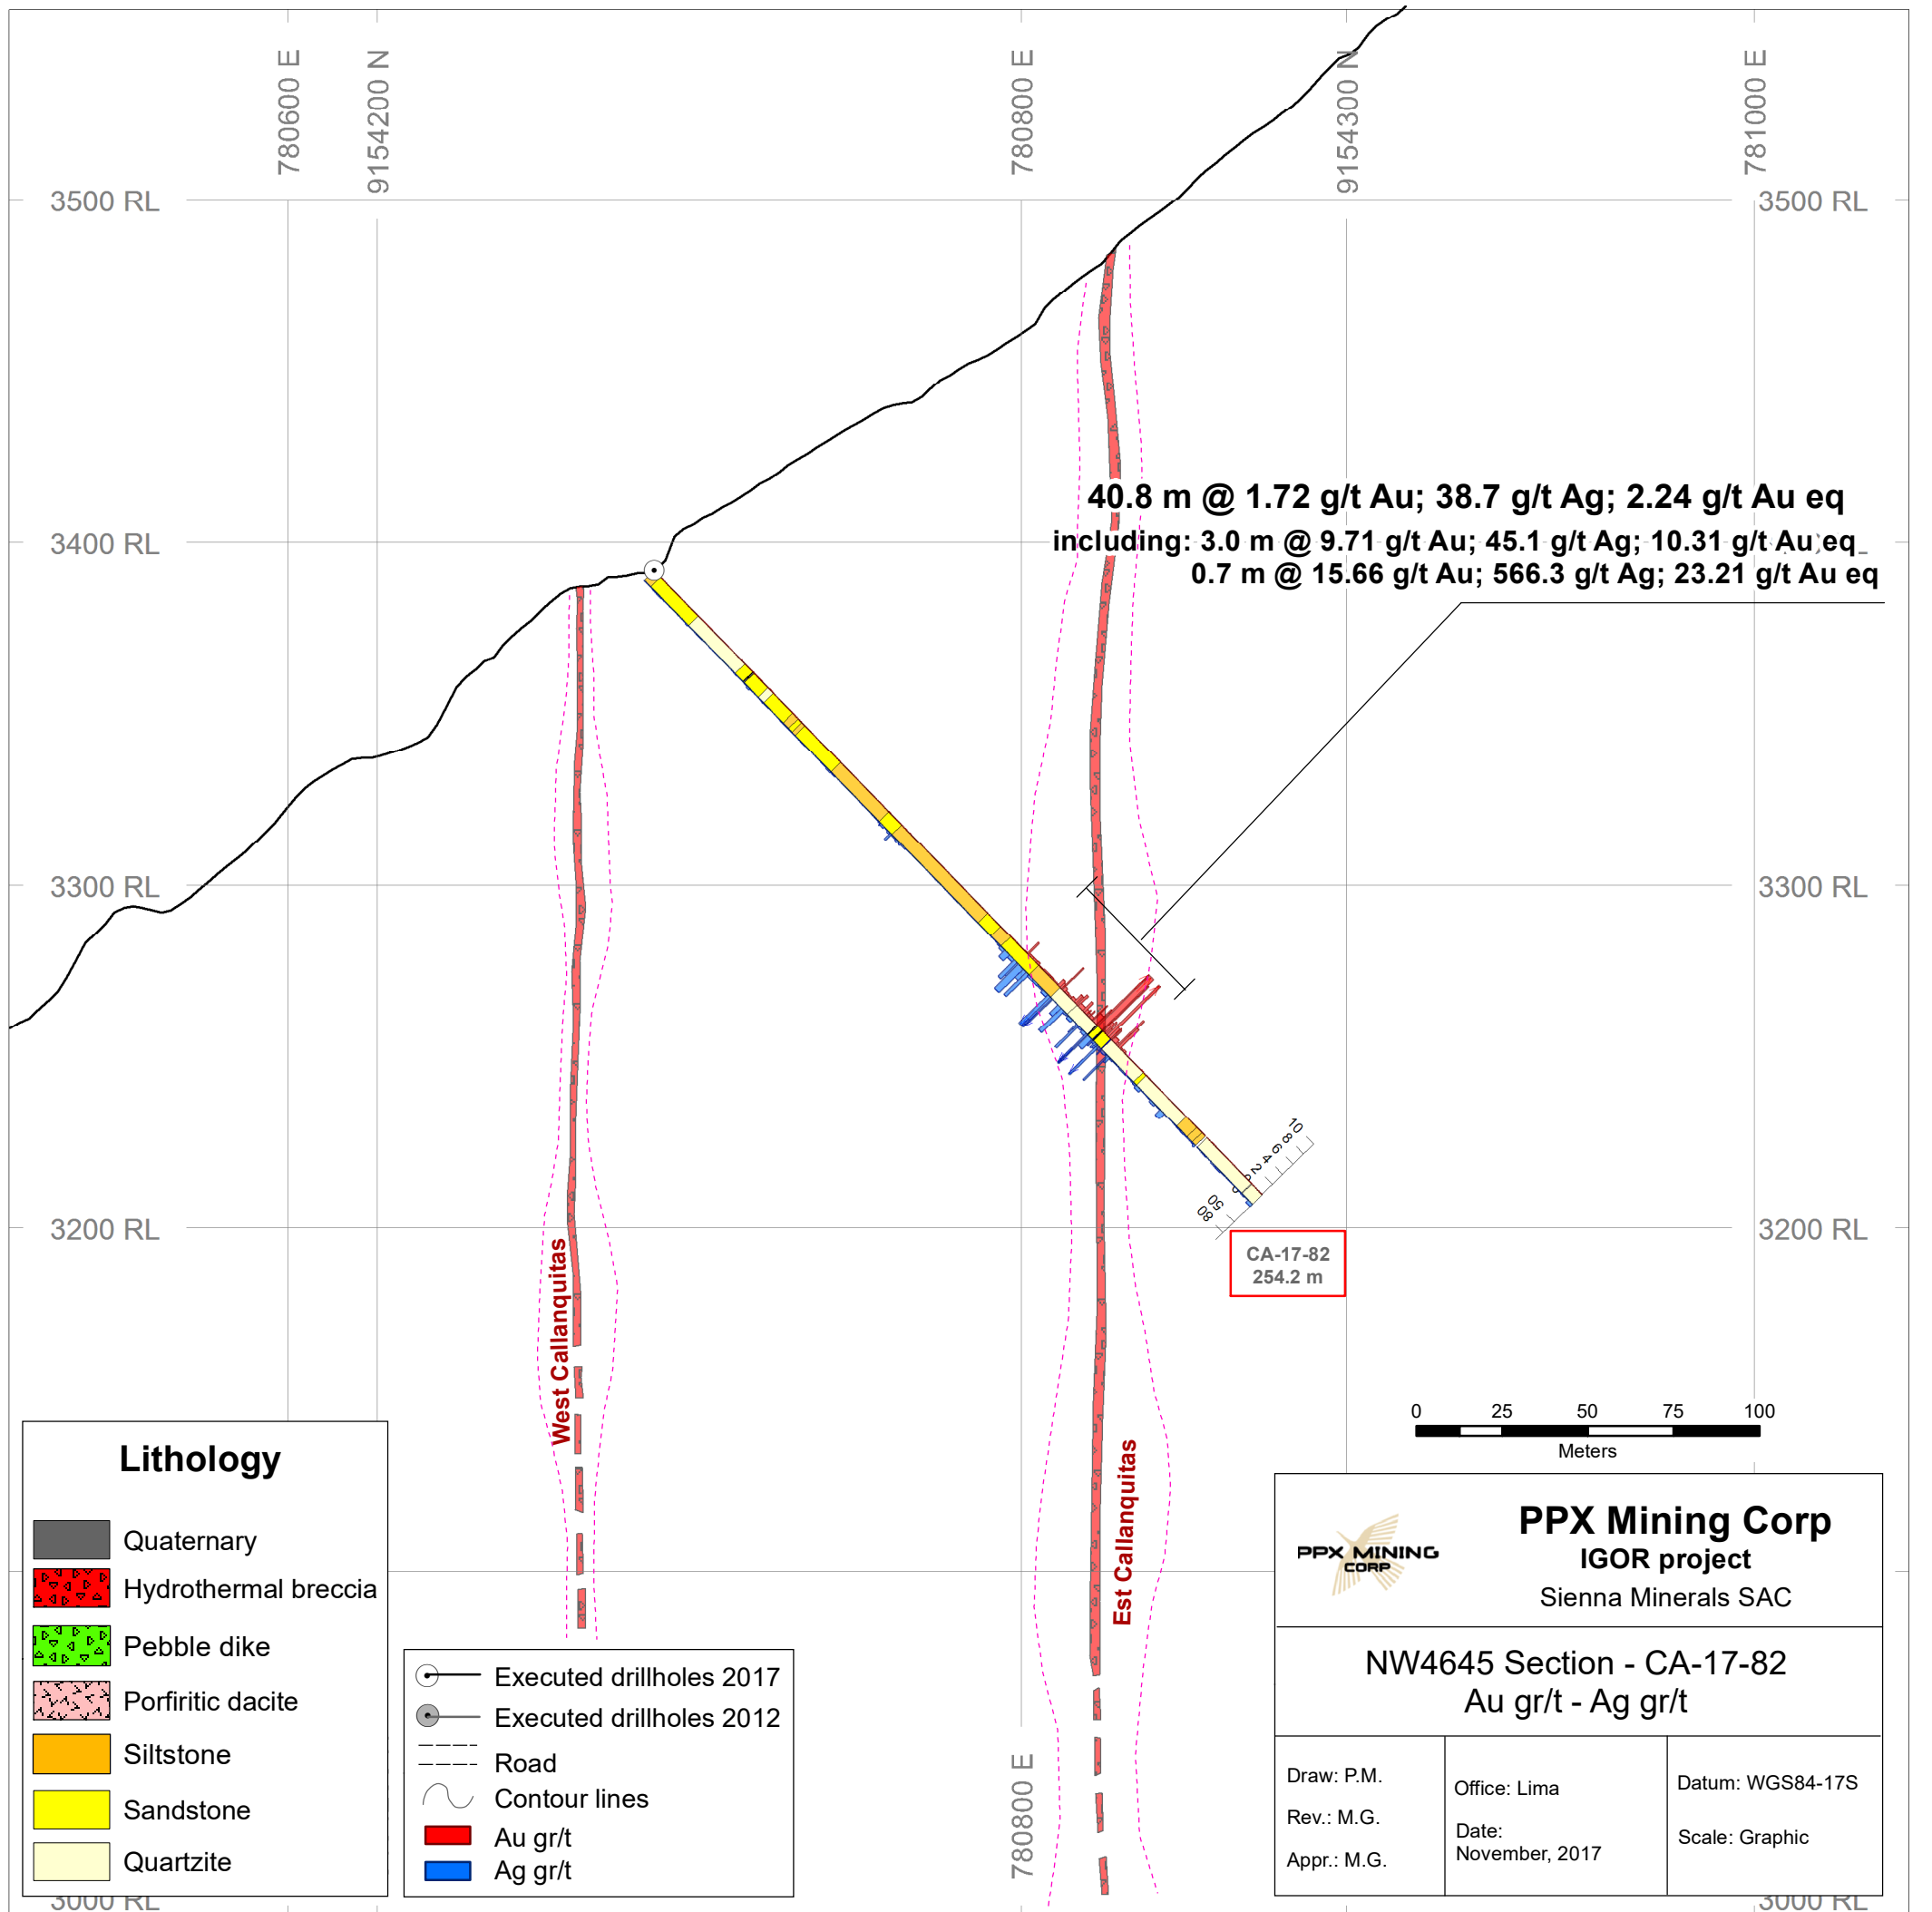 780600 E
9154200 N
780800 E
9154300 N
781000 E
3500 RL
3500 RL
40.8 m @ 1.72 g/t Au; 38.7 g/t Ag; 2.24 g/t Au eq
3400 RL
including: 3.0 m @ 9.71 g/t Au; 45.1 g/t Ag; 10.31 g/t Au eq
0.7 m @ 15.66 g/t Au; 566.3 g/t Ag; 23.21 g/t Au eq
3300 RL
3300 RL
10
8
6
4
2
50
80
3200 RL
3200 RL
CA-17-82
254.2 m
West Callanquitas
Est Callanquitas
0 25 50 75 100
Meters
Lithology
Quaternary
Hydrothermal breccia
Pebble dike
Porfiritic dacite
Siltstone
Sandstone
Quartzite
3000 RL
Executed drillholes 2017
Executed drillholes 2012
Road
Contour lines
Au gr/t
Ag gr/t
780800 E
PPX MINING
CORP
PPX Mining Corp
IGOR project
Sienna Minerals SAC
NW4645 Section - CA-17-82
Au gr/t - Ag gr/t
Draw: P.M.
Rev.: M.G.
Appr.: M.G.
Office: Lima
Date:
November, 2017
Datum: WGS84-17S
Scale: Graphic
3000 RL